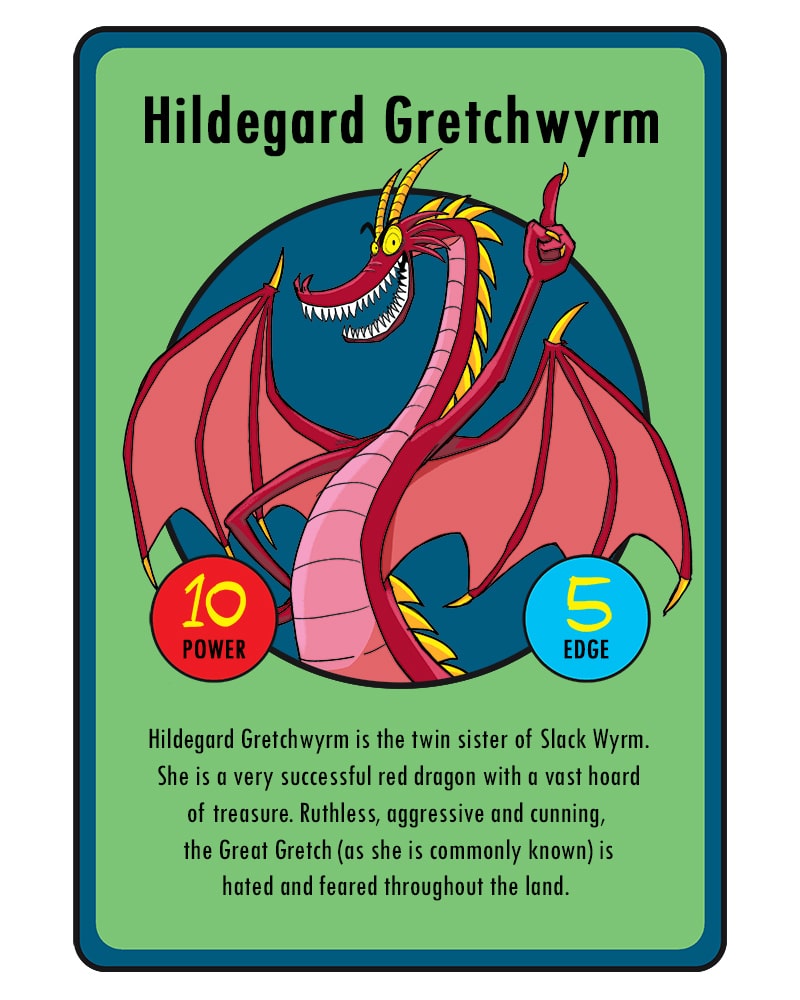 Hildegard Gretchwyrm
10
POWER
5
EDGE
Hildegard Gretchwyrm is the twin sister of Slack Wyrm.
She is a very successful red dragon with a vast hoard
of treasure. Ruthless, aggressive and cunning,
the Great Gretch (as she is commonly known) is
hated and feared throughout the land.